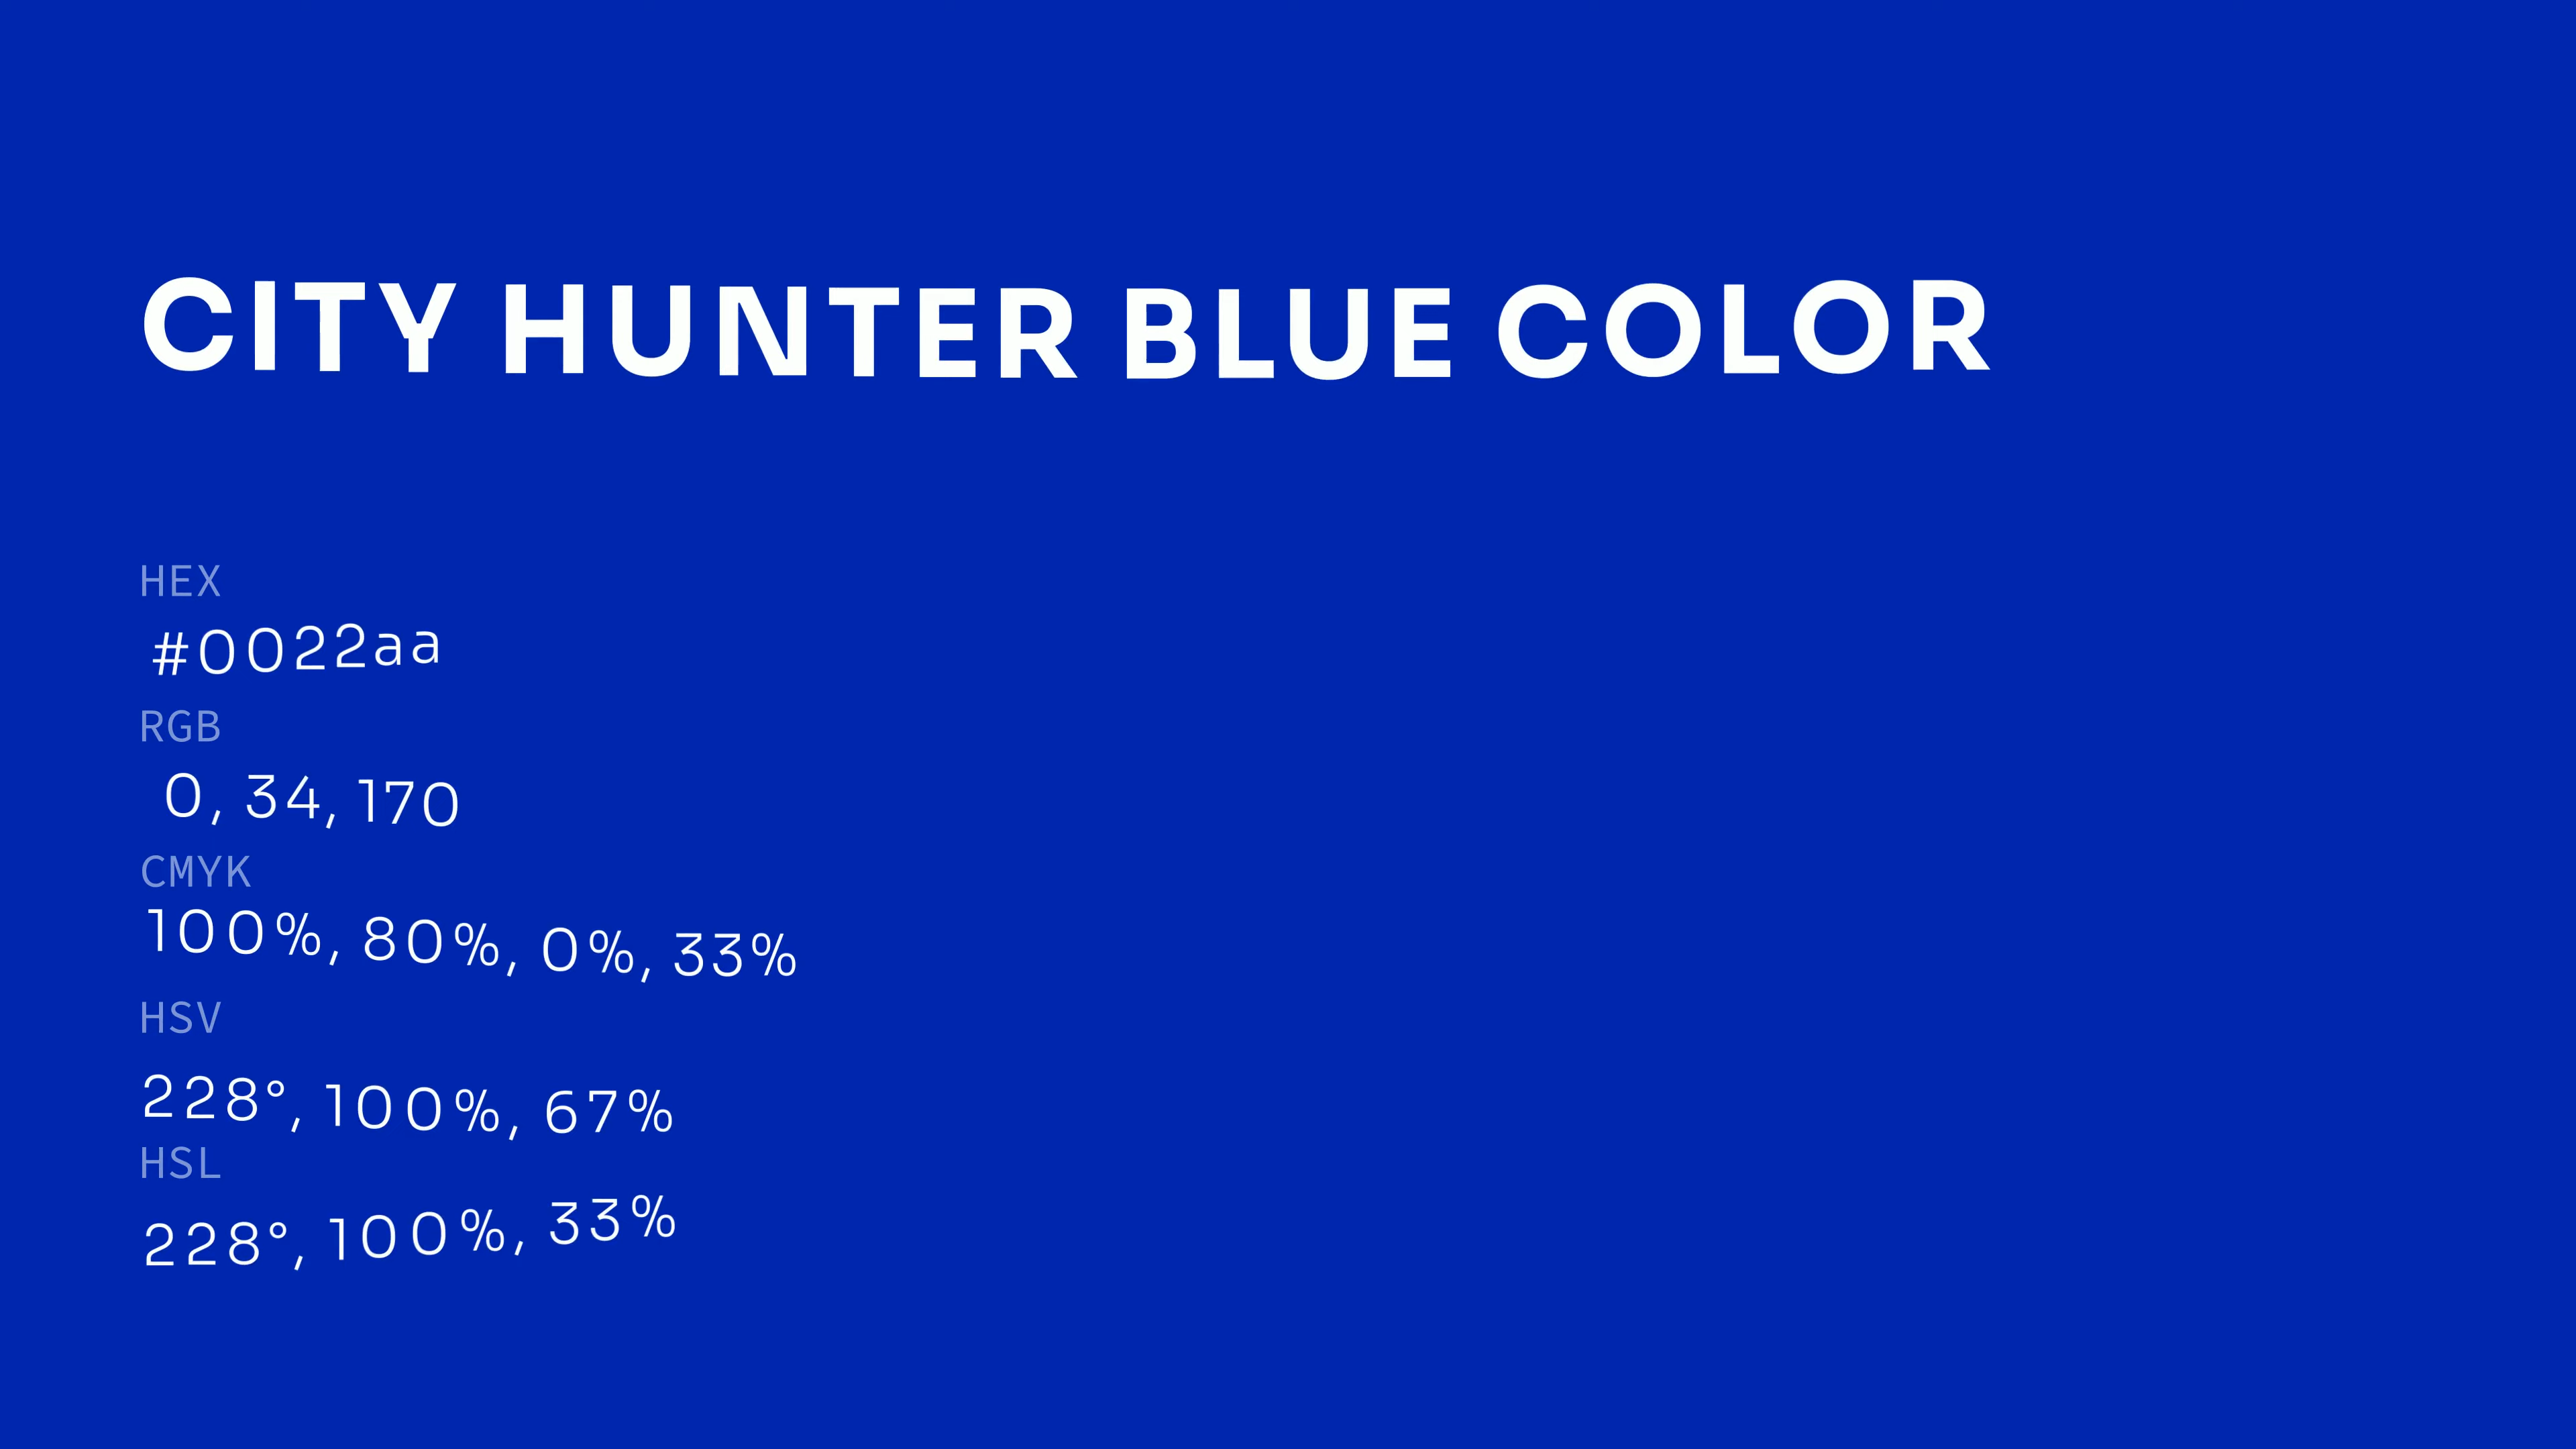 CITY HUNTER BLUE COLOR
HEX
#0022aa
RGB
0, 34, 170
CMYK
100%, 80%, 0%, 33%
HSV
228°, 100%, 67%
HSL
228°, 100%, 33%